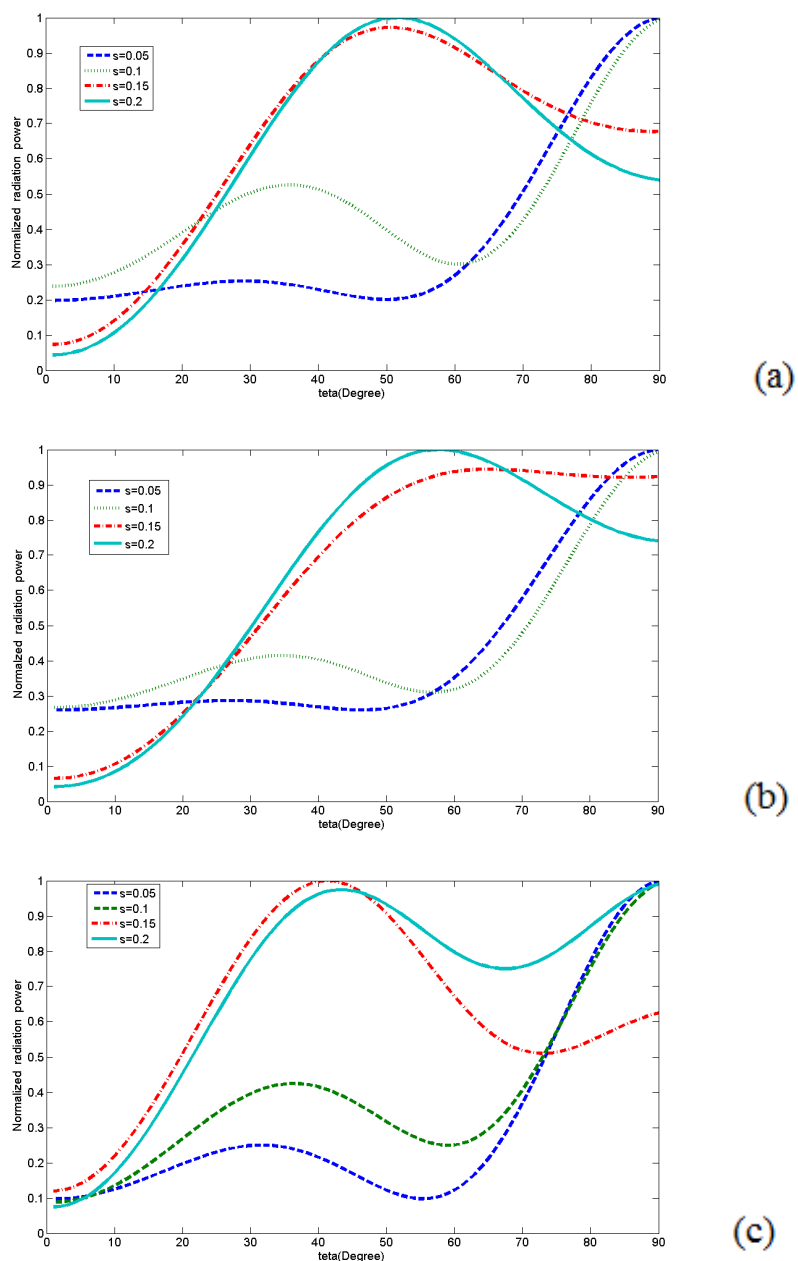 1
0.9
0.8
0.7
0.6
0.5
0.4
0.3
0.2
0.1
0
Normalized radiation power
s=0.05
s=0.1
s=0.15
s=0.2
0 10 20 30 40 50 60 70 80 90
teta(Degree)
(a)
1
0.9
0.8
0.7
0.6
0.5
0.4
0.3
0.2
0.1
0
Normalized radiation power
s=0.05
s=0.1
s=0.15
s=0.2
0 10 20 30 40 50 60 70 80 90
teta(Degree)
(b)
1
0.9
0.8
0.7
0.6
0.5
0.4
0.3
0.2
0.1
0
Normalized radiation power
s=0.05
s=0.1
s=0.15
s=0.2
0 10 20 30 40 50 60 70 80 90
teta(Degree)
(c)